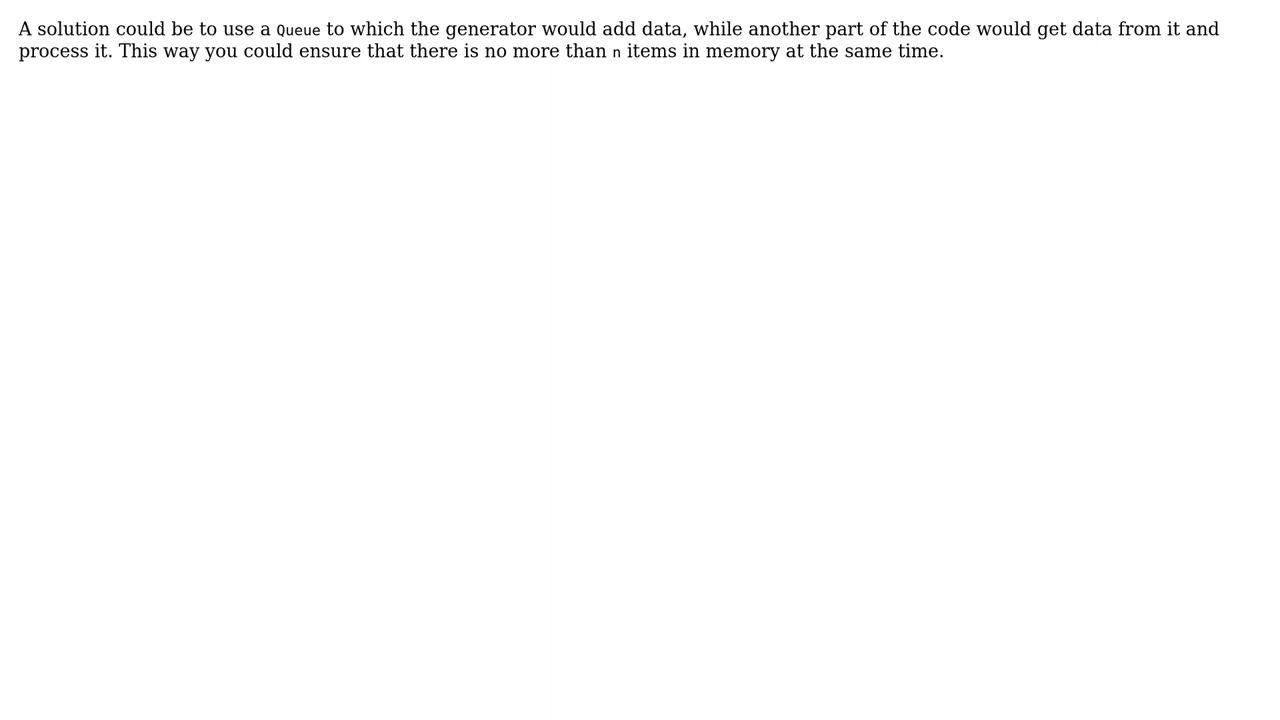 A solution could be to use a Queue to which the generator would add data, while another part of the code would get data from it and
process it. This way you could ensure that there is no more than n items in memory at the same time.